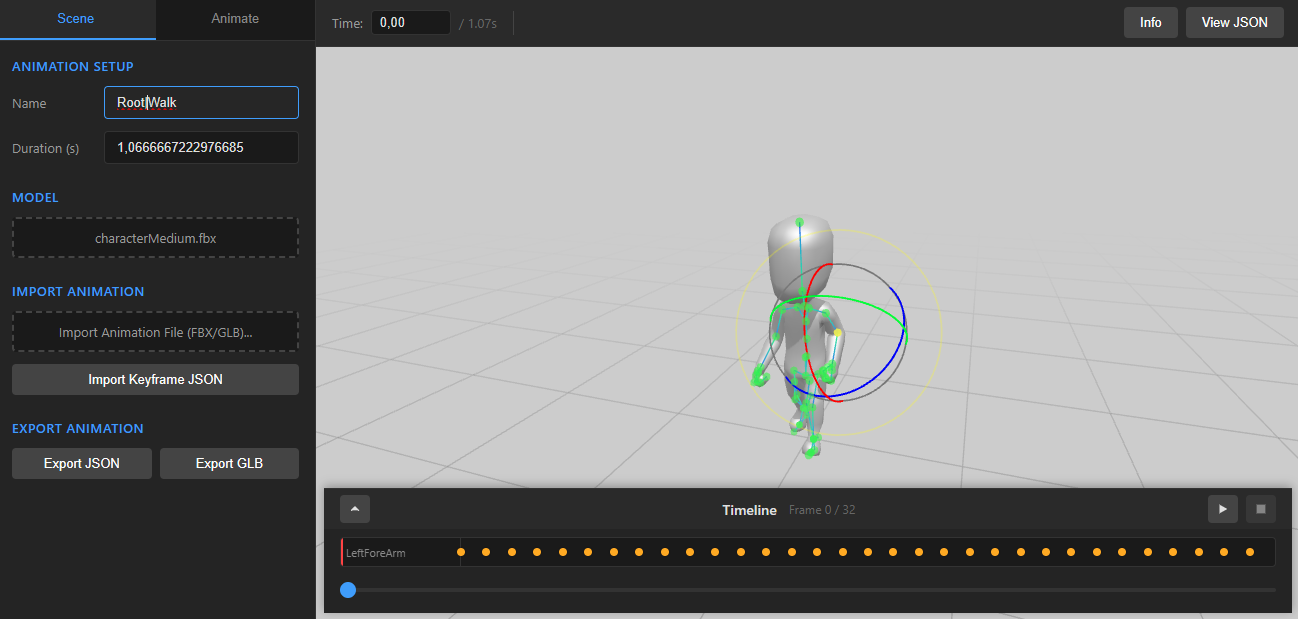 Scene Animate
Time: 0,00 / 1.07s
Info View JSON
ANIMATION SETUP
Name Root|Walk
Duration (s) 1,0666667222976685
MODEL
characterMedium.fbx
IMPORT ANIMATION
Import Animation File (FBX/GLB)...
Import Keyframe JSON
EXPORT ANIMATION
Export JSON Export GLB
Timeline Frame 0 / 32
LeftForeArm